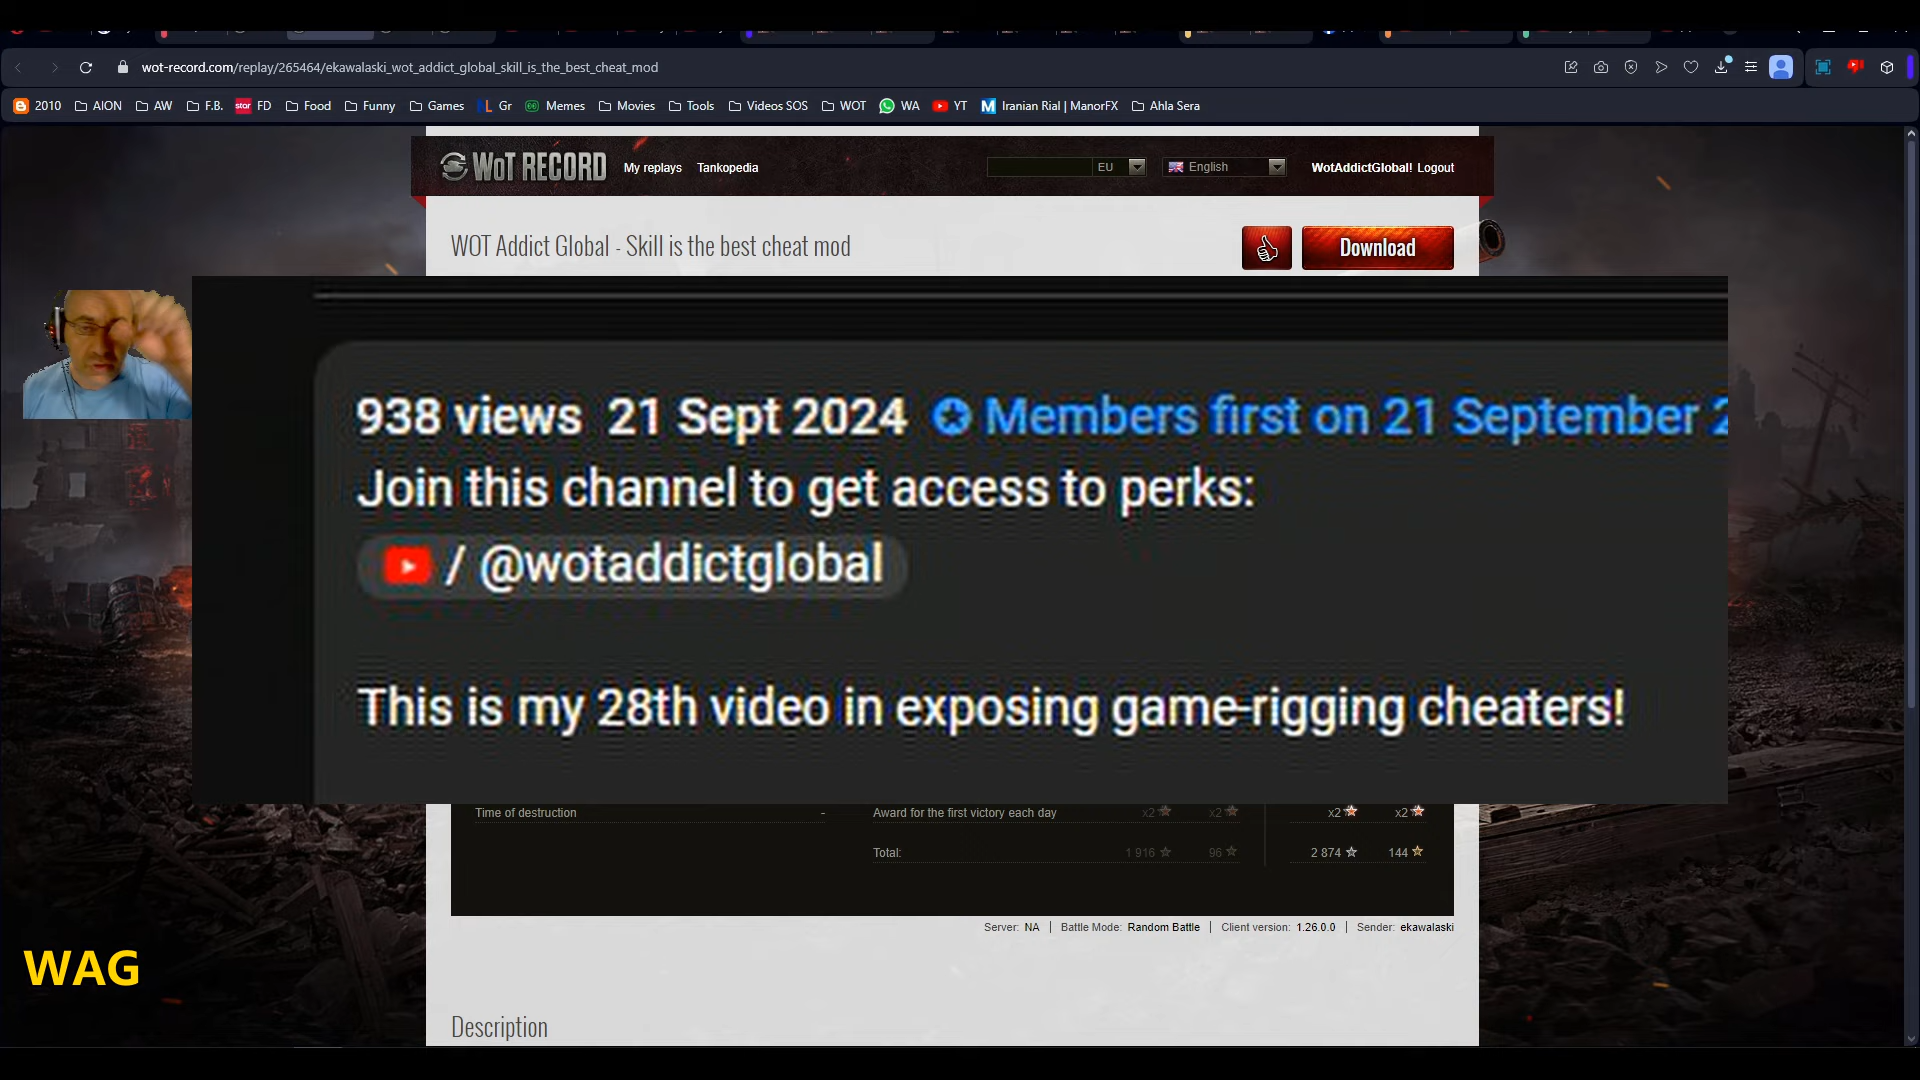 wot-record.com/replay/265464/ekawalaski_wot_addict_global_skill_is_the_best_cheat_mod
2010 AION AW F.B. star FD Food Funny Games Gr Memes Movies Tools Videos SOS WOT WA YT Iranian Rial | ManorFX Ahla Sera
WOT RECORD My replays Tankopedia EU English WotAddictGlobal! Logout
WOT Addict Global - Skill is the best cheat mod Download
938 views 21 Sept 2024 Members first on 21 September
Join this channel to get access to perks:
/ @wotaddictglobal
This is my 28th video in exposing game-rigging cheaters!
Time of destruction - Award for the first victory each day x2 x2 x2 x2
Total: 1 916 96 2 874 144
Server: NA | Battle Mode: Random Battle | Client version: 1.26.0.0 | Sender: ekawalaski
WAG
Description